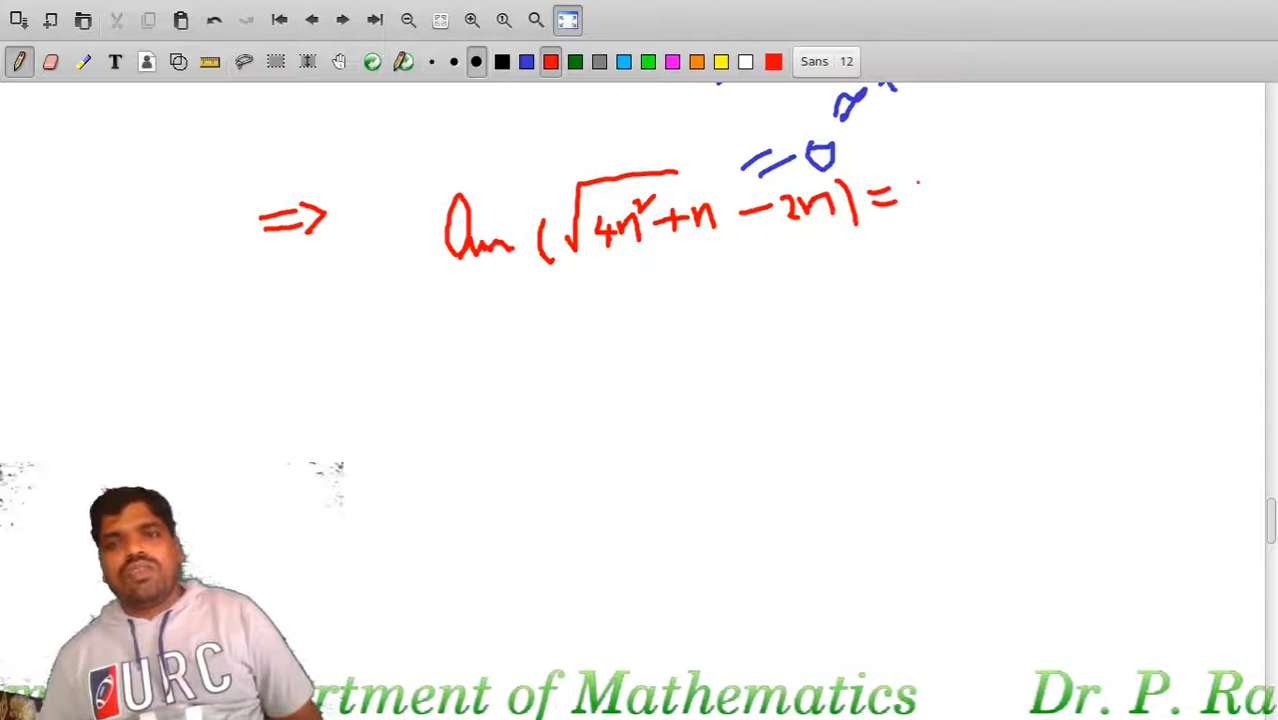 Sans 12
= 0
⇒ lim (√4n²+n − 2n) =
URC
rtment of Mathematics Dr. P. Ra